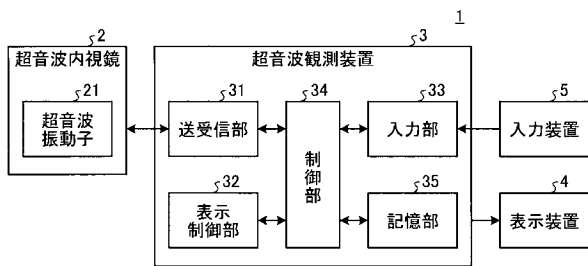 1
2
3
超音波内視鏡
超音波観測装置
21
31
34
33
5
超音波
振動子
送受信部
制御部
入力部
入力装置
32
35
4
表示
制御部
記憶部
表示装置